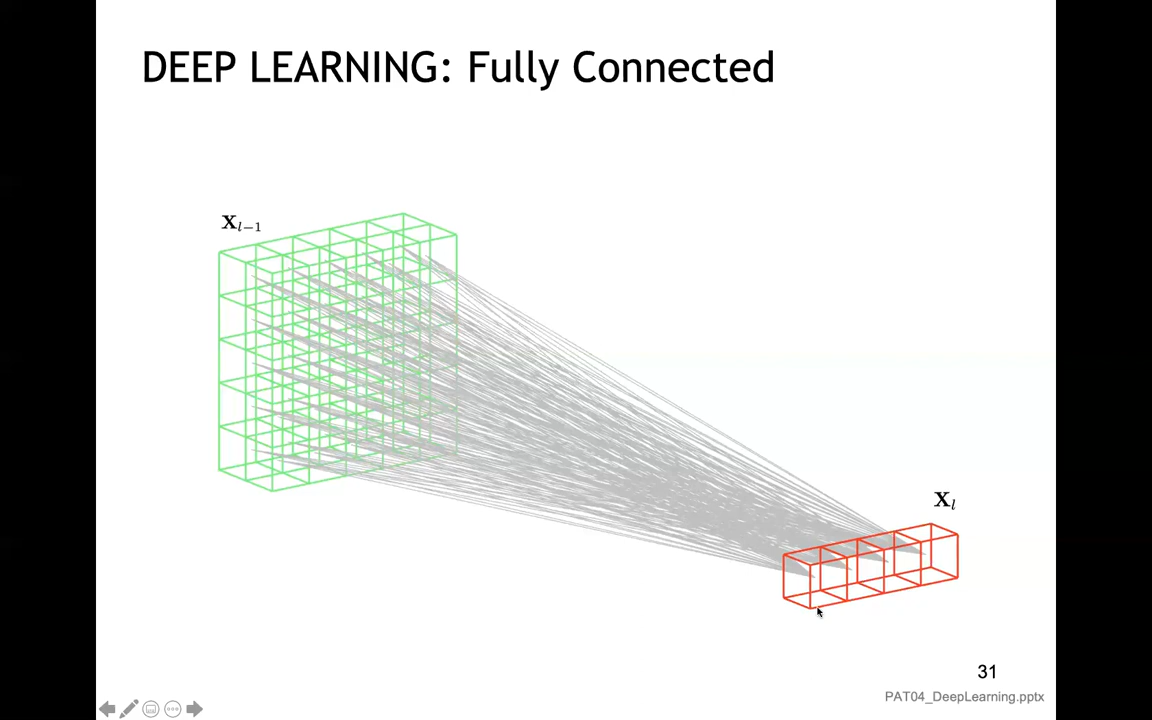 DEEP LEARNING: Fully Connected
X_{l-1}
X_l
31
PAT04_DeepLearning.pptx